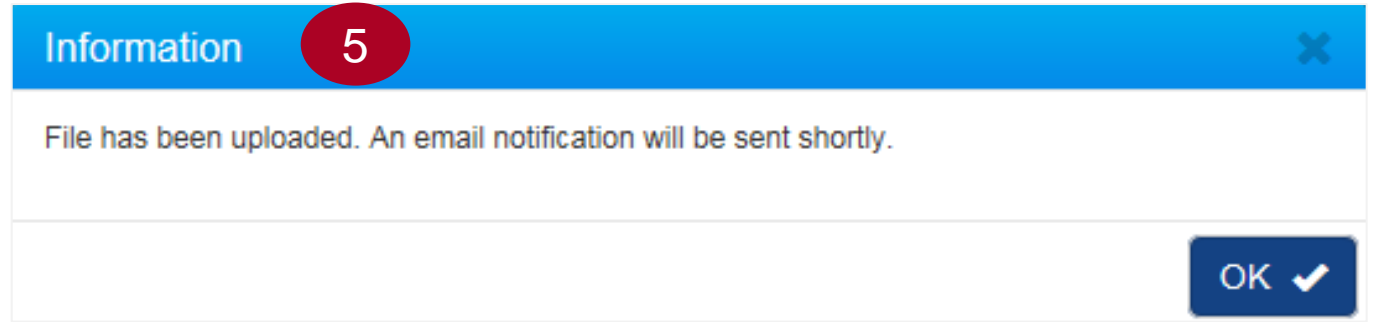 Information 5
File has been uploaded. An email notification will be sent shortly.
OK